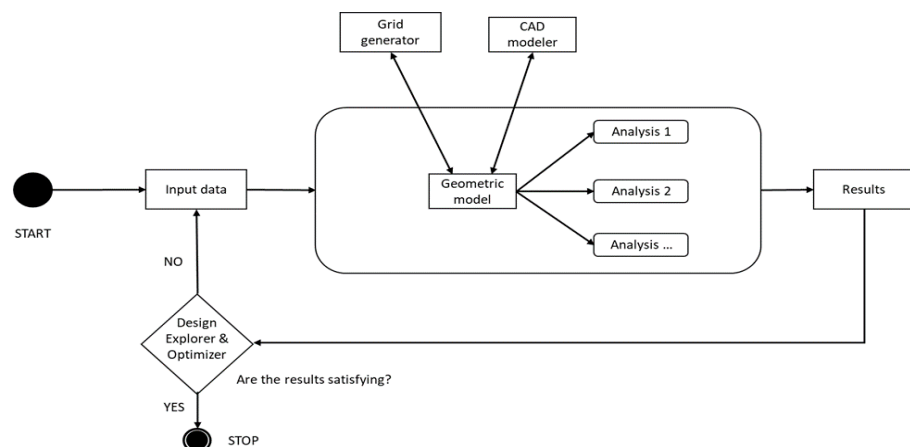 Grid
generator
CAD
modeler
Analysis 1
Input data
Geometric
model
Analysis 2
Results
START
Analysis ...
NO
Design
Explorer &
Optimizer
Are the results satisfying?
YES
STOP